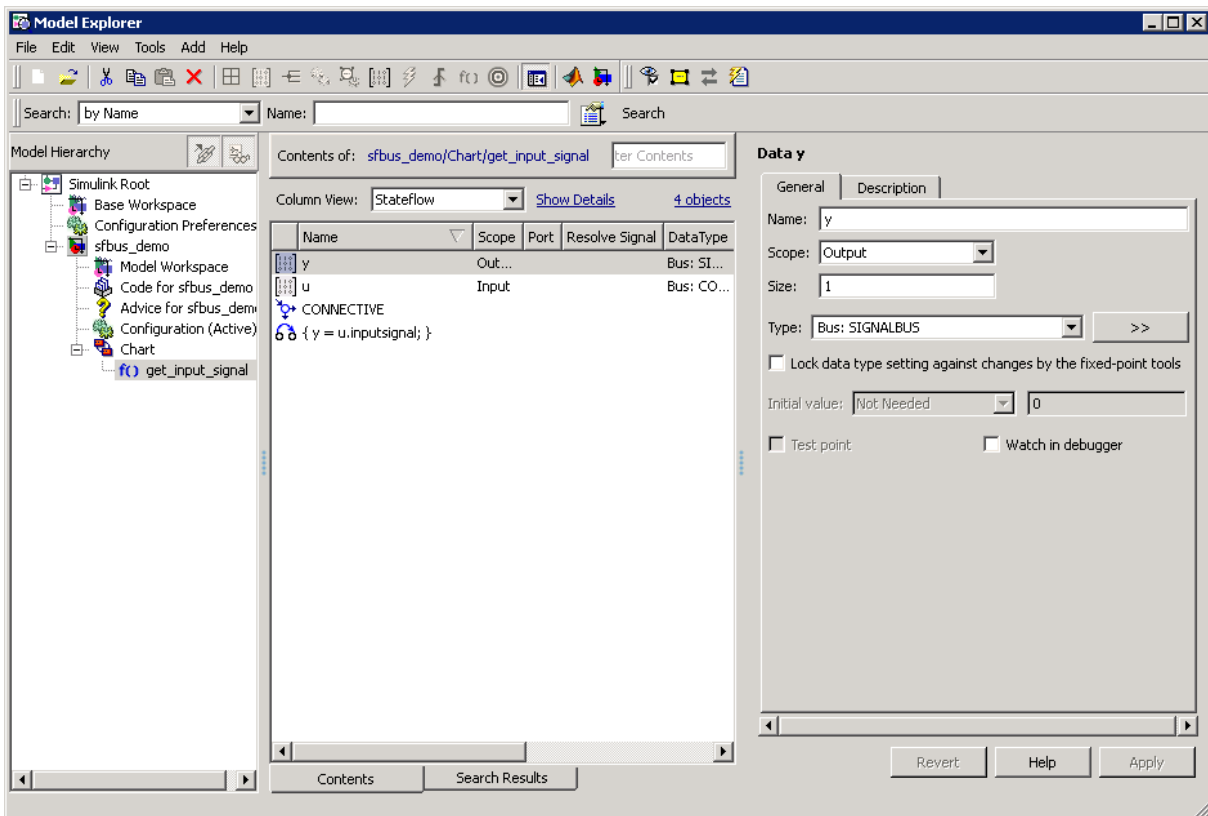 Model Explorer
File Edit View Tools Add Help
Search: by Name Name: Search
Model Hierarchy
Simulink Root
Base Workspace
Configuration Preferences
sfbus_demo
Model Workspace
Code for sfbus_demo
Advice for sfbus_dem
Configuration (Active)
Chart
f() get_input_signal
Contents of: sfbus_demo/Chart/get_input_signal ter Contents
Column View: Stateflow Show Details 4 objects
Name Scope Port Resolve Signal DataType
y Out... Bus: SI...
u Input Bus: CO...
CONNECTIVE
{ y = u.inputsignal; }
Contents Search Results
Data y
General Description
Name: y
Scope: Output
Size: 1
Type: Bus: SIGNALBUS >>
Lock data type setting against changes by the fixed-point tools
Initial value: Not Needed 0
Test point Watch in debugger
Revert Help Apply